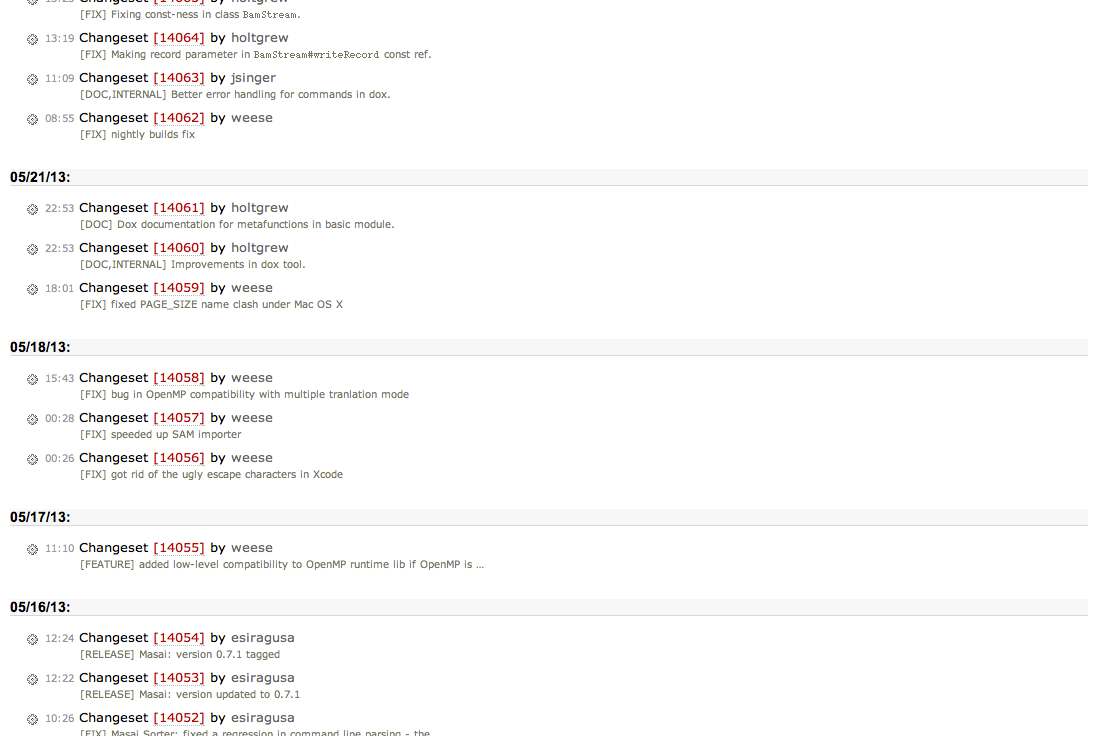 Changeset by holtgrew
[FIX] Fixing const-ness in class BamStream.
13:19 Changeset [14064] by holtgrew
[FIX] Making record parameter in BamStream#writeRecord const ref.
11:09 Changeset [14063] by jsinger
[DOC,INTERNAL] Better error handling for commands in dox.
08:55 Changeset [14062] by weese
[FIX] nightly builds fix
05/21/13:
22:53 Changeset [14061] by holtgrew
[DOC] Dox documentation for metafunctions in basic module.
22:53 Changeset [14060] by holtgrew
[DOC,INTERNAL] Improvements in dox tool.
18:01 Changeset [14059] by weese
[FIX] fixed PAGE_SIZE name clash under Mac OS X
05/18/13:
15:43 Changeset [14058] by weese
[FIX] bug in OpenMP compatibility with multiple tranlation mode
00:28 Changeset [14057] by weese
[FIX] speeded up SAM importer
00:26 Changeset [14056] by weese
[FIX] got rid of the ugly escape characters in Xcode
05/17/13:
11:10 Changeset [14055] by weese
[FEATURE] added low-level compatibility to OpenMP runtime lib if OpenMP is ...
05/16/13:
12:24 Changeset [14054] by esiragusa
[RELEASE] Masai: version 0.7.1 tagged
12:22 Changeset [14053] by esiragusa
[RELEASE] Masai: version updated to 0.7.1
10:26 Changeset [14052] by esiragusa
[FIX] Masai Sorter: fixed a regression in command line parsing - the